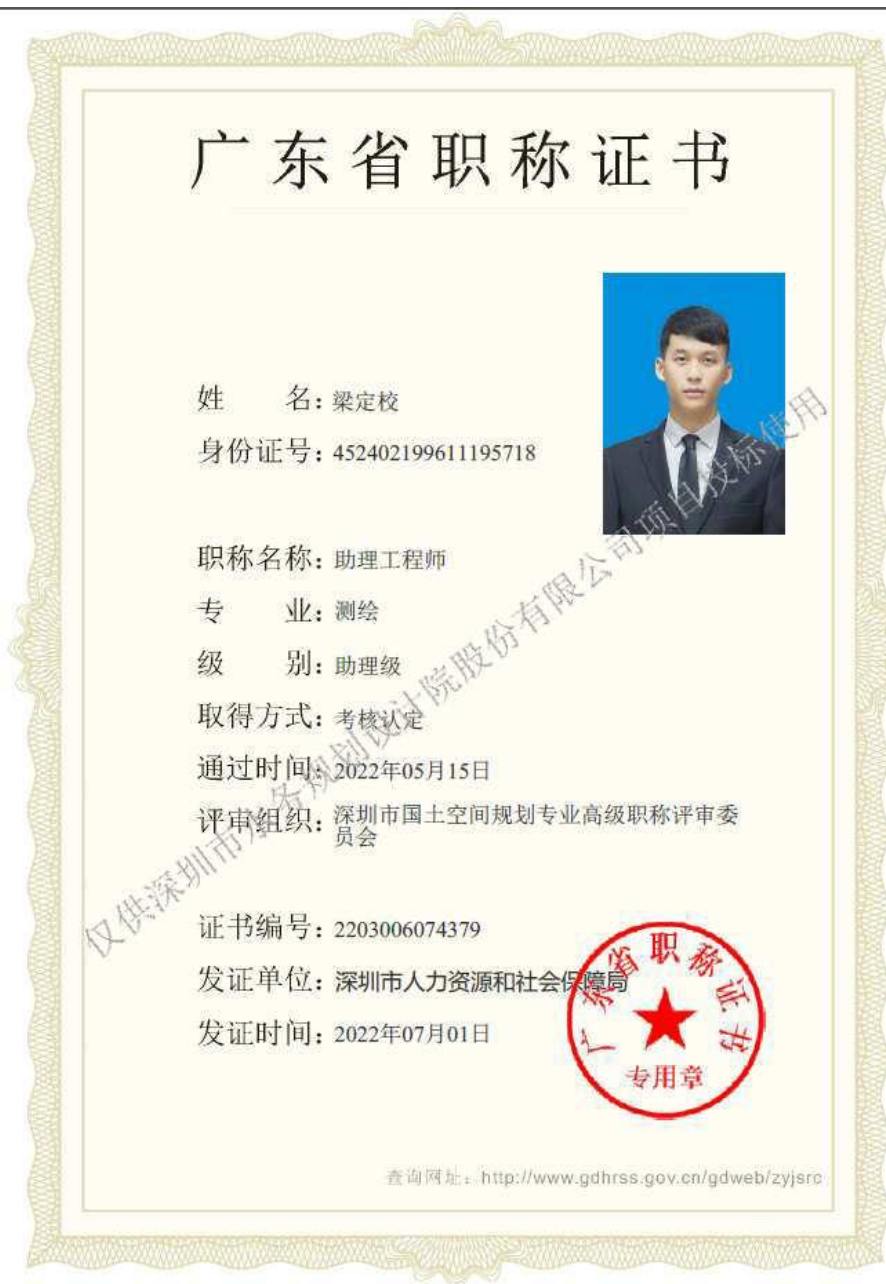 广东省职称证书
姓 名：梁定校
身份证号：452402199611195718
职称名称：助理工程师
专 业：测绘
级 别：助理级
取得方式：考核认定
通过时间：2022年05月15日
评审组织：深圳市国土空间规划专业高级职称评审委
员会
证书编号：2203006074379
发证单位：深圳市人力资源和社会保障局
发证时间：2022年07月01日
广东省职称证书
专用章
查询网址：http://www.gdhrss.gov.cn/gdweb/zyjsrc
仅供深圳市水务规划设计院股份有限公司项目投标使用